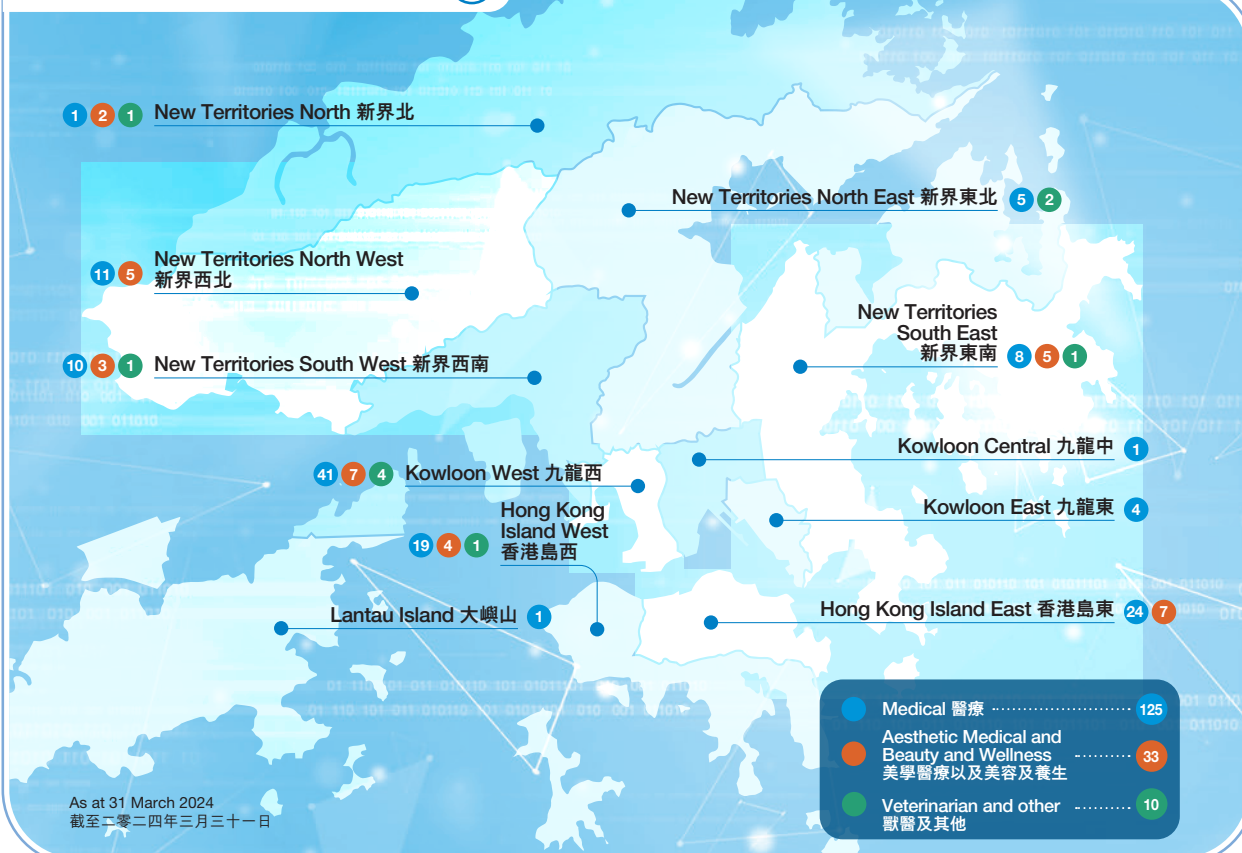 1 2 1 New Territories North 新界北
New Territories North East 新界東北 5 2
New Territories North West
11 5
新界西北
New Territories
South East
新界東南 8 5 1
10 3 1 New Territories South West 新界西南
Kowloon Central 九龍中 1
41 7 4 Kowloon West 九龍西
Kowloon East 九龍東 4
Hong Kong
Island West
19 4 1 香港島西
Lantau Island 大嶼山 1
Hong Kong Island East 香港島東 24 7
Medical 醫療 125
Aesthetic Medical and
Beauty and Wellness 33
美學醫療以及美容及養生
Veterinarian and other 10
獸醫及其他
As at 31 March 2024
截至二零二四年三月三十一日